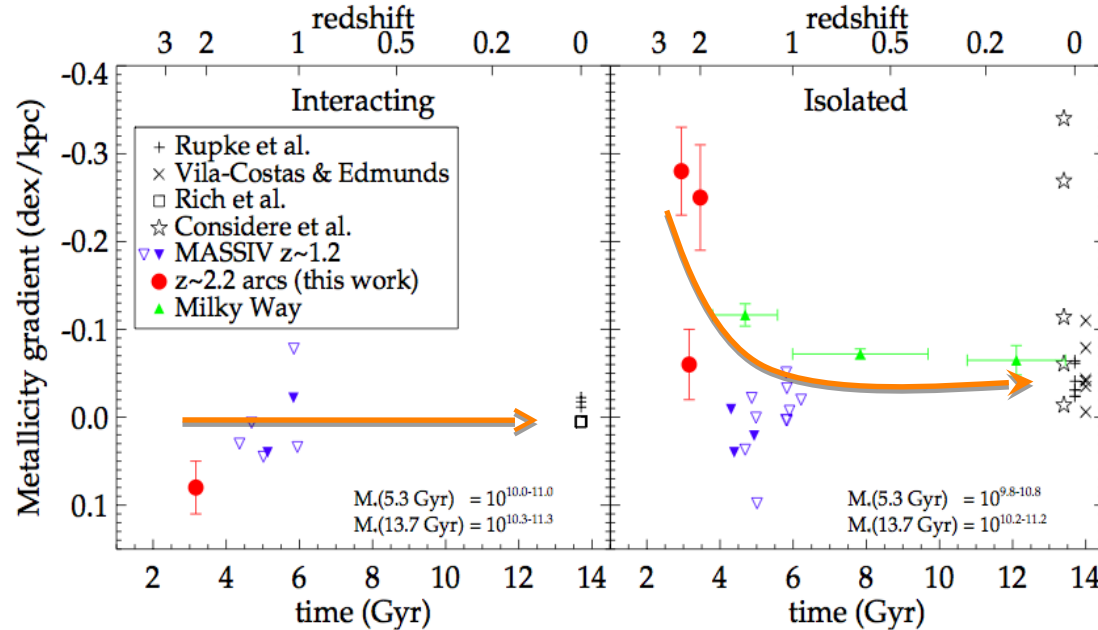 redshift
redshift
3 2 1 0.5 0.2 0
3 2 1 0.5 0.2 0
-0.4
-0.3
-0.2
-0.1
0.0
0.1
Metallicity gradient (dex/kpc)
Interacting
Rupke et al.
Vila-Costas & Edmunds
Rich et al.
Considere et al.
MASSIV z~1.2
z~2.2 arcs (this work)
Milky Way
M*(5.3 Gyr) = 10^10.0-11.0
M*(13.7 Gyr) = 10^10.3-11.3
Isolated
M*(5.3 Gyr) = 10^9.8-10.8
M*(13.7 Gyr) = 10^10.2-11.2
2 4 6 8 10 12 14
2 4 6 8 10 12 14
time (Gyr)
time (Gyr)